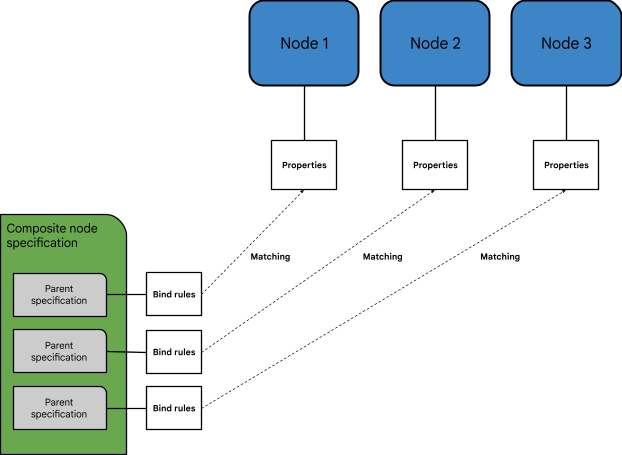 Node 1
Node 2
Node 3
Properties
Properties
Properties
Composite node
specification
Matching
Matching
Matching
Parent
specification
Bind rules
Parent
specification
Bind rules
Parent
specification
Bind rules